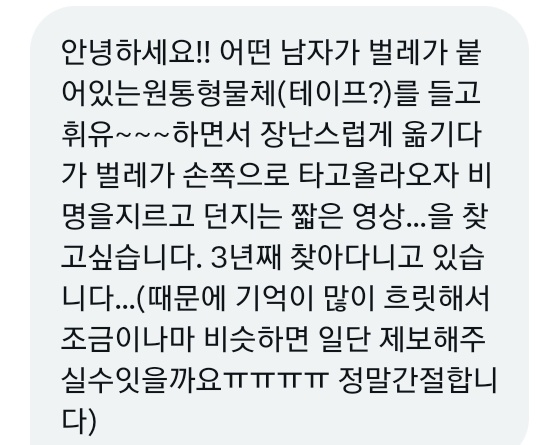 안녕하세요!! 어떤 남자가 벌레가 붙
어있는원통형물체(테이프?)를 들고
휘유~~~하면서 장난스럽게 옮기다
가 벌레가 손쪽으로 타고올라오자 비
명을지르고 던지는 짧은 영상...을 찾
고싶습니다. 3년째 찾아다니고 있습
니다...(때문에 기억이 많이 흐릿해서
조금이나마 비슷하면 일단 제보해주
실수잇을까요ㅠㅠㅠㅠ 정말간절합니
다)